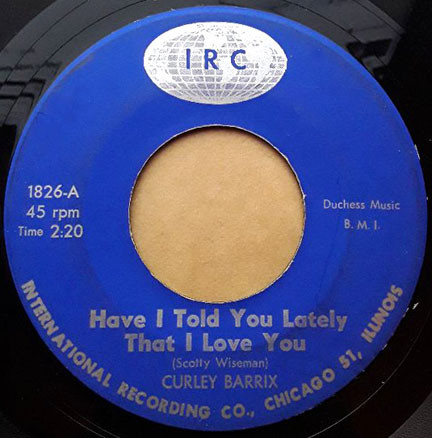 IRC
1826-A
45 rpm
Time 2:20
Duchess Music
B. M. I.
Have I Told You Lately
That I Love You
(Scotty Wiseman)
CURLEY BARRIX
INTERNATIONAL RECORDING CO., CHICAGO 51, ILLINOIS